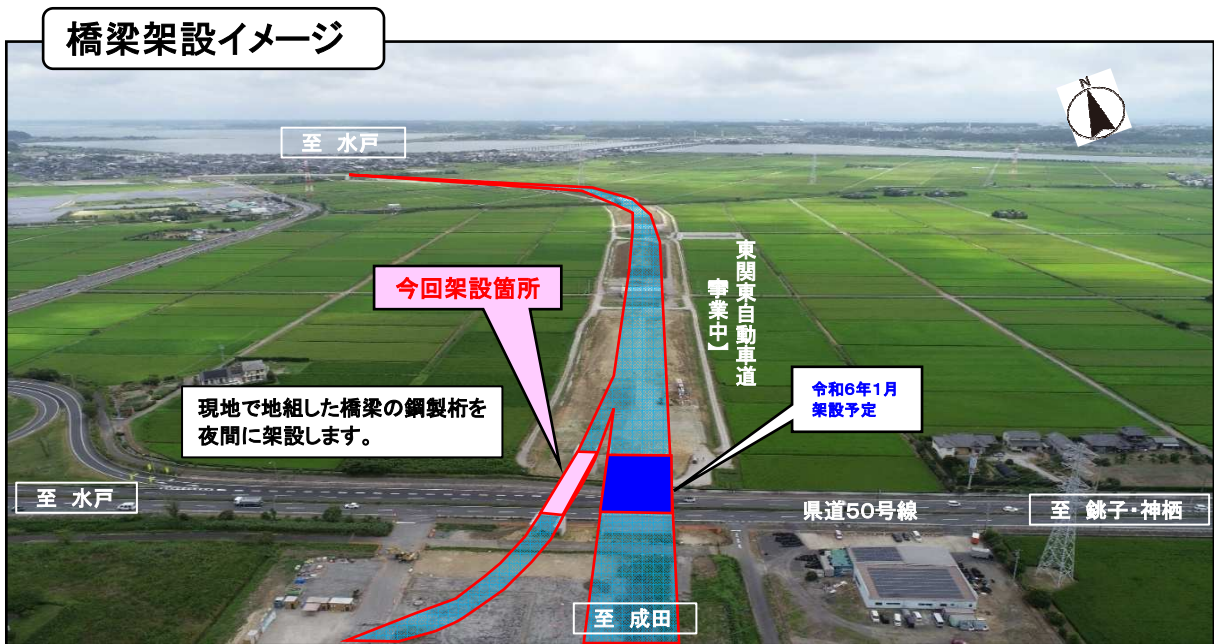 橋梁架設イメージ
N
至 水戸
今回架設箇所
東関東自動車道
事業中】
令和6年1月
架設予定
現地で地組した橋梁の鋼製桁を
夜間に架設します。
至 水戸
県道50号線
至 銚子・神栖
至 成田